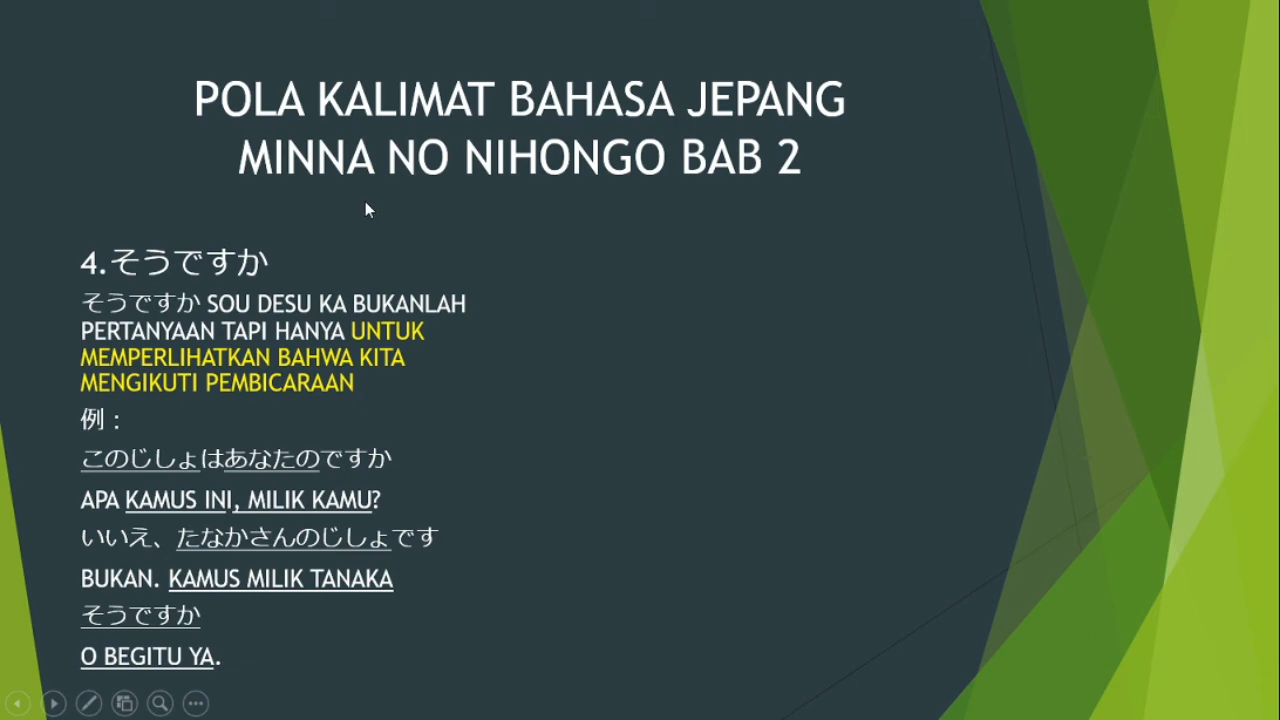 POLA KALIMAT BAHASA JEPANG
MINNA NO NIHONGO BAB 2
4.そうですか
そうですか SOU DESU KA BUKANLAH
PERTANYAAN TAPI HANYA UNTUK
MEMPERLIHATKAN BAHWA KITA
MENGIKUTI PEMBICARAAN
例：
このじしょはあなたのですか
APA KAMUS INI, MILIK KAMU?
いいえ、たなかさんのじしょです
BUKAN. KAMUS MILIK TANAKA
そうですか
O BEGITU YA.